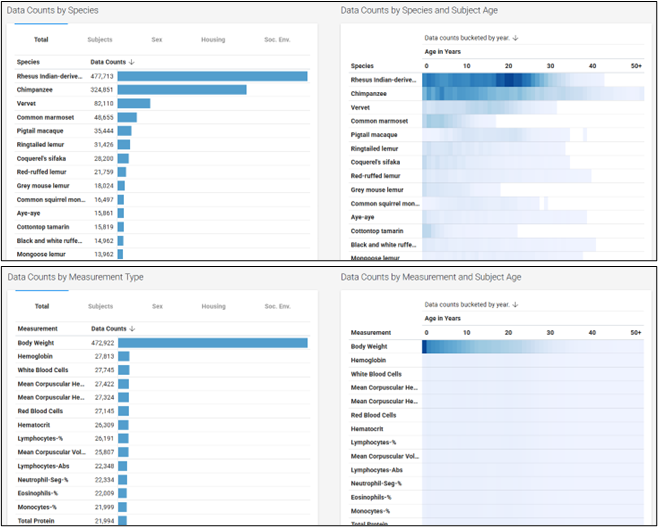 Data Counts by Species
Total Subjects Sex Housing Soc. Env.
Species Data Counts ↓
Rhesus Indian-derive... 477,713
Chimpanzee 324,851
Vervet 82,110
Common marmoset 48,655
Pigtail macaque 35,444
Ringtailed lemur 31,426
Coquerel's sifaka 28,200
Red-ruffed lemur 21,759
Grey mouse lemur 18,024
Common squirrel mon... 16,497
Aye-aye 15,861
Cottontop tamarin 15,819
Black and white ruffe... 14,962
Mongoose lemur 13,962
Data Counts by Species and Subject Age
Data counts bucketed by year. ↓
Age in Years
Species 0 10 20 30 40 50+
Rhesus Indian-derive...
Chimpanzee
Vervet
Common marmoset
Pigtail macaque
Ringtailed lemur
Coquerel's sifaka
Red-ruffed lemur
Grey mouse lemur
Common squirrel mon...
Aye-aye
Cottontop tamarin
Black and white ruffe...
Mongoose lemur
Data Counts by Measurement Type
Total Subjects Sex Housing Soc. Env.
Measurement Data Counts ↓
Body Weight 472,922
Hemoglobin 27,813
White Blood Cells 27,745
Mean Corpuscular He... 27,422
Mean Corpuscular He... 27,324
Red Blood Cells 27,145
Hematocrit 26,309
Lymphocytes-% 26,191
Mean Corpuscular Vol... 25,807
Lymphocytes-Abs 22,348
Neutrophil-Seg-% 22,334
Eosinophils-% 22,009
Monocytes-% 21,999
Total Protein 21,994
Data Counts by Measurement and Subject Age
Data counts bucketed by year. ↓
Age in Years
Measurement 0 10 20 30 40 50+
Body Weight
Hemoglobin
White Blood Cells
Mean Corpuscular He...
Mean Corpuscular He...
Red Blood Cells
Hematocrit
Lymphocytes-%
Mean Corpuscular Vol...
Lymphocytes-Abs
Neutrophil-Seg-%
Eosinophils-%
Monocytes-%
Total Protein